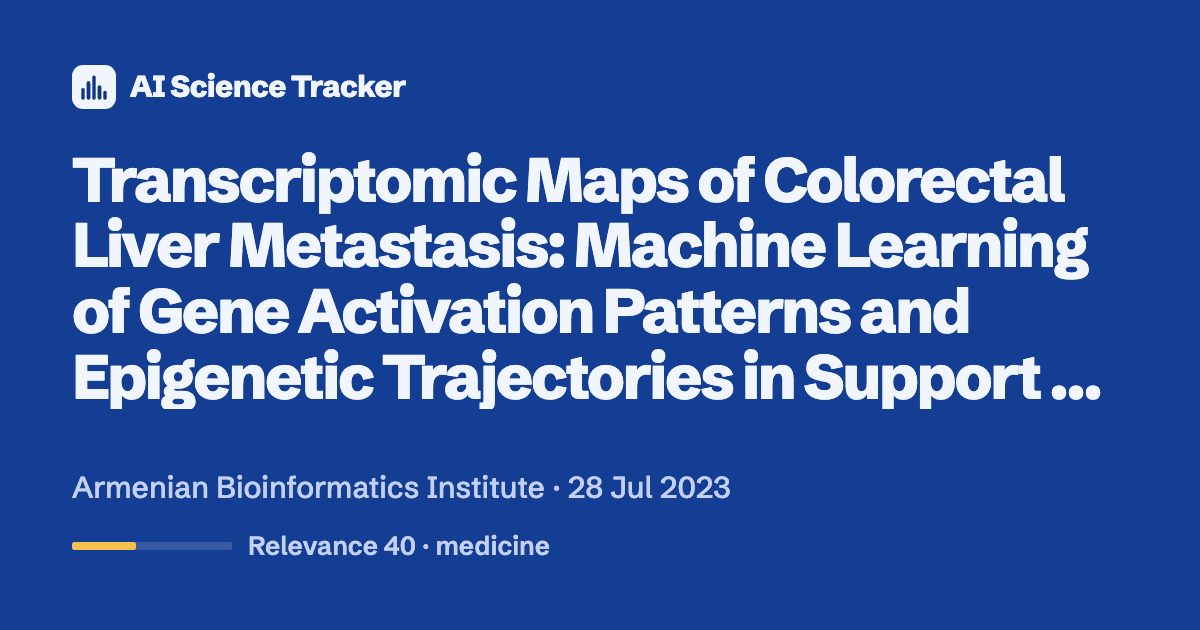 AI Science Tracker
Transcriptomic Maps of Colorectal
Liver Metastasis: Machine Learning
of Gene Activation Patterns and
Epigenetic Trajectories in Support ...
Armenian Bioinformatics Institute · 28 Jul 2023
Relevance 40 · medicine